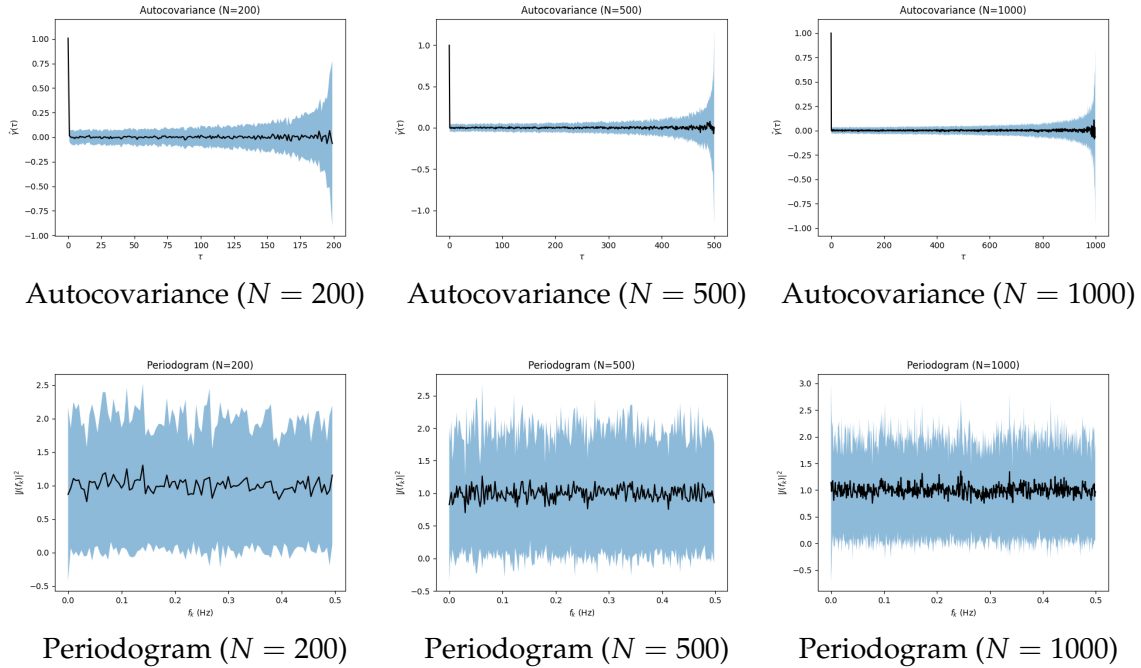 Autocovariance (N=200)
1.00
0.75
0.50
0.25
0.00
−0.25
−0.50
−0.75
−1.00
γ̂(τ)
0 25 50 75 100 125 150 175 200
τ
Autocovariance (N=500)
1.0
0.5
0.0
−0.5
−1.0
γ̂(τ)
0 100 200 300 400 500
τ
Autocovariance (N=1000)
1.00
0.75
0.50
0.25
0.00
−0.25
−0.50
−0.75
−1.00
γ̂(τ)
0 200 400 600 800 1000
τ
Autocovariance (N = 200)
Autocovariance (N = 500)
Autocovariance (N = 1000)
Periodogram (N=200)
2.5
2.0
1.5
1.0
0.5
0.0
−0.5
|J(f_k)|²
0.0 0.1 0.2 0.3 0.4 0.5
f_k (Hz)
Periodogram (N=500)
2.5
2.0
1.5
1.0
0.5
0.0
−0.5
|J(f_k)|²
0.0 0.1 0.2 0.3 0.4 0.5
f_k (Hz)
Periodogram (N=1000)
3.0
2.5
2.0
1.5
1.0
0.5
0.0
−0.5
|J(f_k)|²
0.0 0.1 0.2 0.3 0.4 0.5
f_k (Hz)
Periodogram (N = 200)
Periodogram (N = 500)
Periodogram (N = 1000)